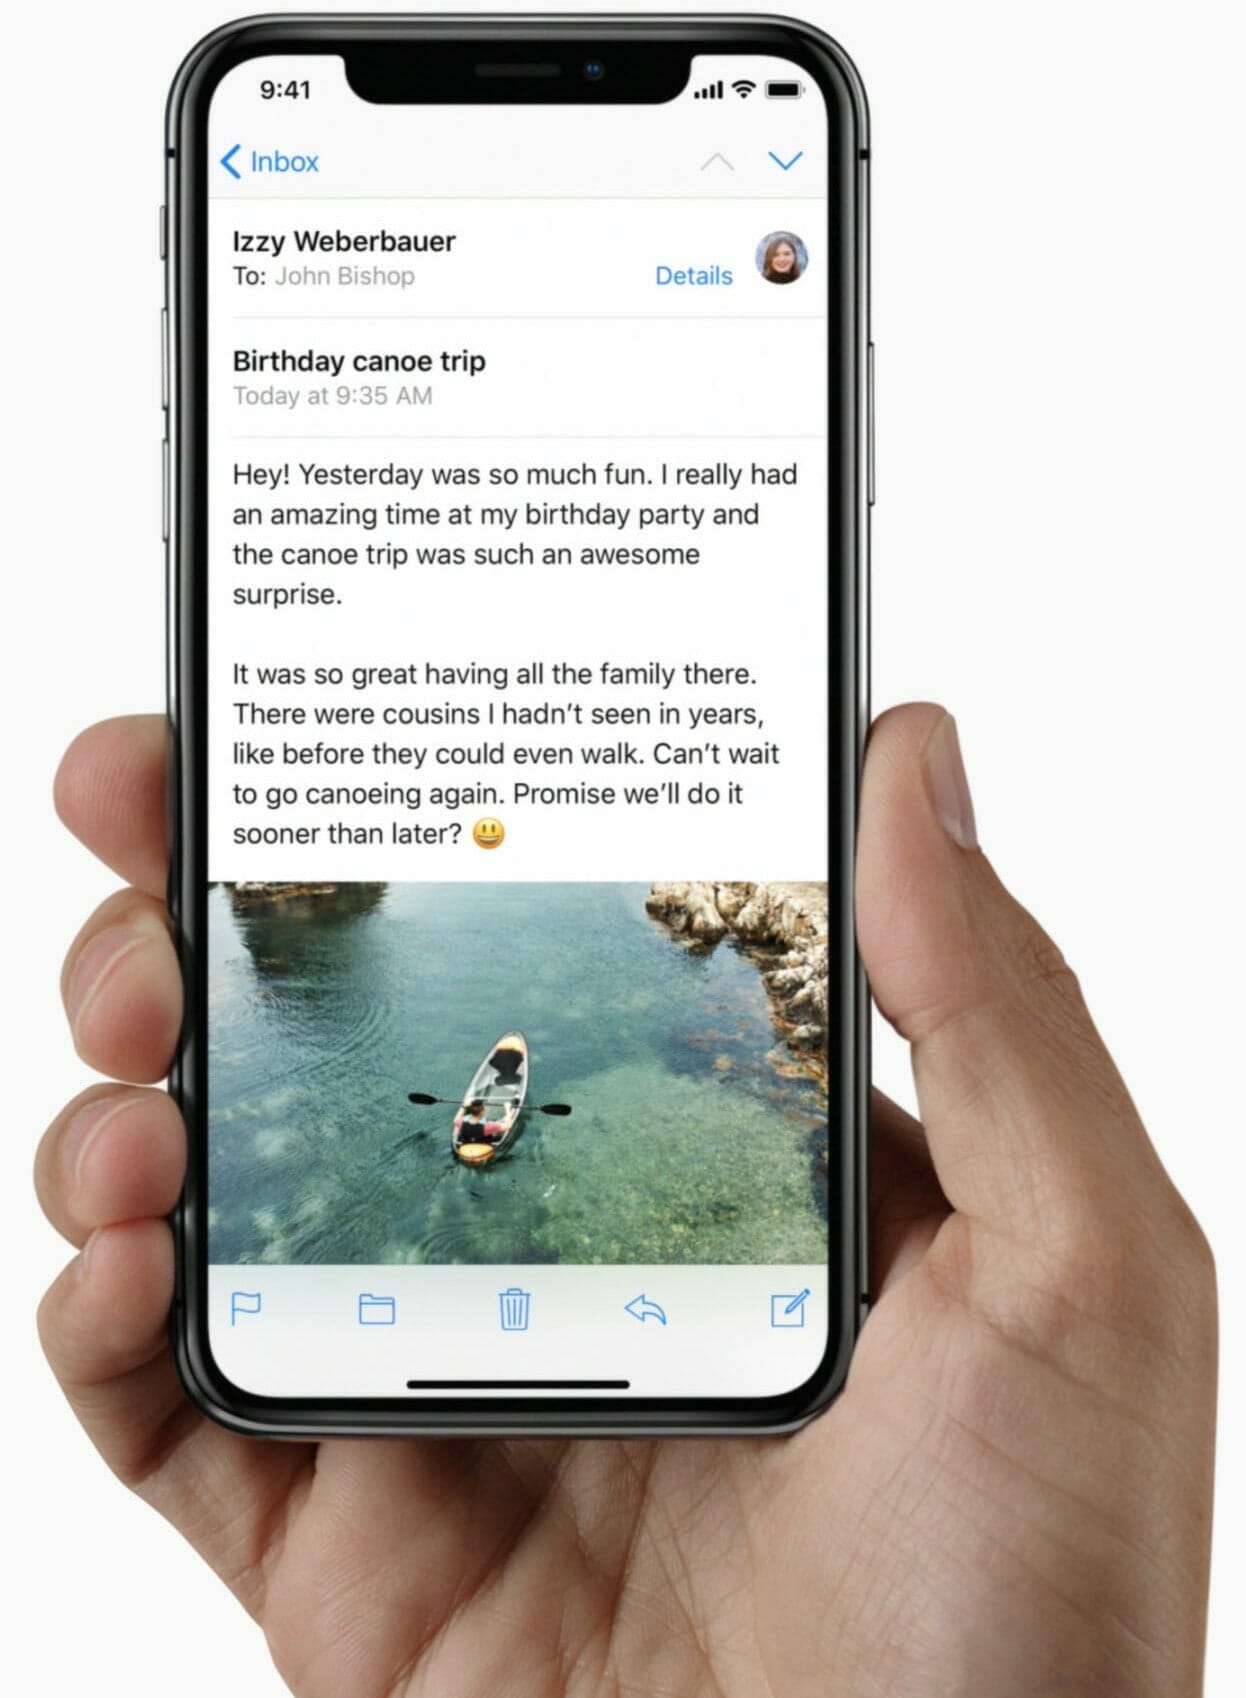 9:41
Inbox
Izzy Weberbauer
To: John Bishop
Details
Birthday canoe trip
Today at 9:35 AM
Hey! Yesterday was so much fun. I really had
an amazing time at my birthday party and
the canoe trip was such an awesome
surprise.
It was so great having all the family there.
There were cousins I hadn't seen in years,
like before they could even walk. Can't wait
to go canoeing again. Promise we'll do it
sooner than later? 😃